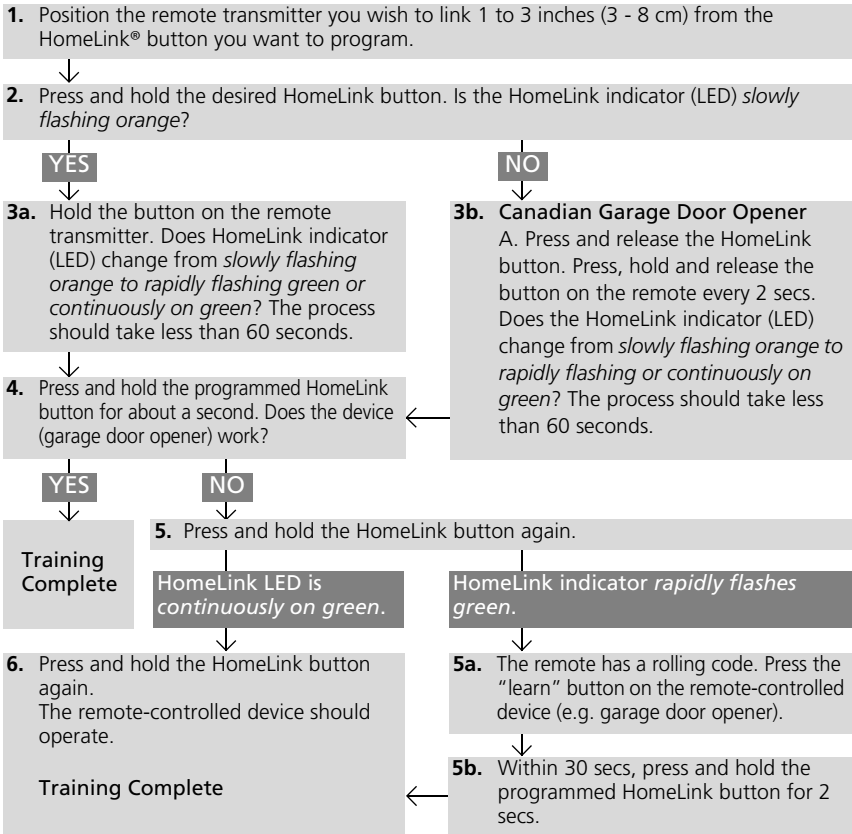 1. Position the remote transmitter you wish to link 1 to 3 inches (3 - 8 cm) from the
HomeLink® button you want to program.
2. Press and hold the desired HomeLink button. Is the HomeLink indicator (LED) slowly
flashing orange?
YES
NO
3a. Hold the button on the remote
transmitter. Does HomeLink indicator
(LED) change from slowly flashing
orange to rapidly flashing green or
continuously on green? The process
should take less than 60 seconds.
3b. Canadian Garage Door Opener
A. Press and release the HomeLink
button. Press, hold and release the
button on the remote every 2 secs.
Does the HomeLink indicator (LED)
change from slowly flashing orange to
rapidly flashing or continuously on
green? The process should take less
than 60 seconds.
4. Press and hold the programmed HomeLink
button for about a second. Does the device
(garage door opener) work?
YES
NO
Training
Complete
5. Press and hold the HomeLink button again.
HomeLink LED is
continuously on green.
HomeLink indicator rapidly flashes
green.
6. Press and hold the HomeLink button
again.
The remote-controlled device should
operate.
Training Complete
5a. The remote has a rolling code. Press the
“learn” button on the remote-controlled
device (e.g. garage door opener).
5b. Within 30 secs, press and hold the
programmed HomeLink button for 2
secs.